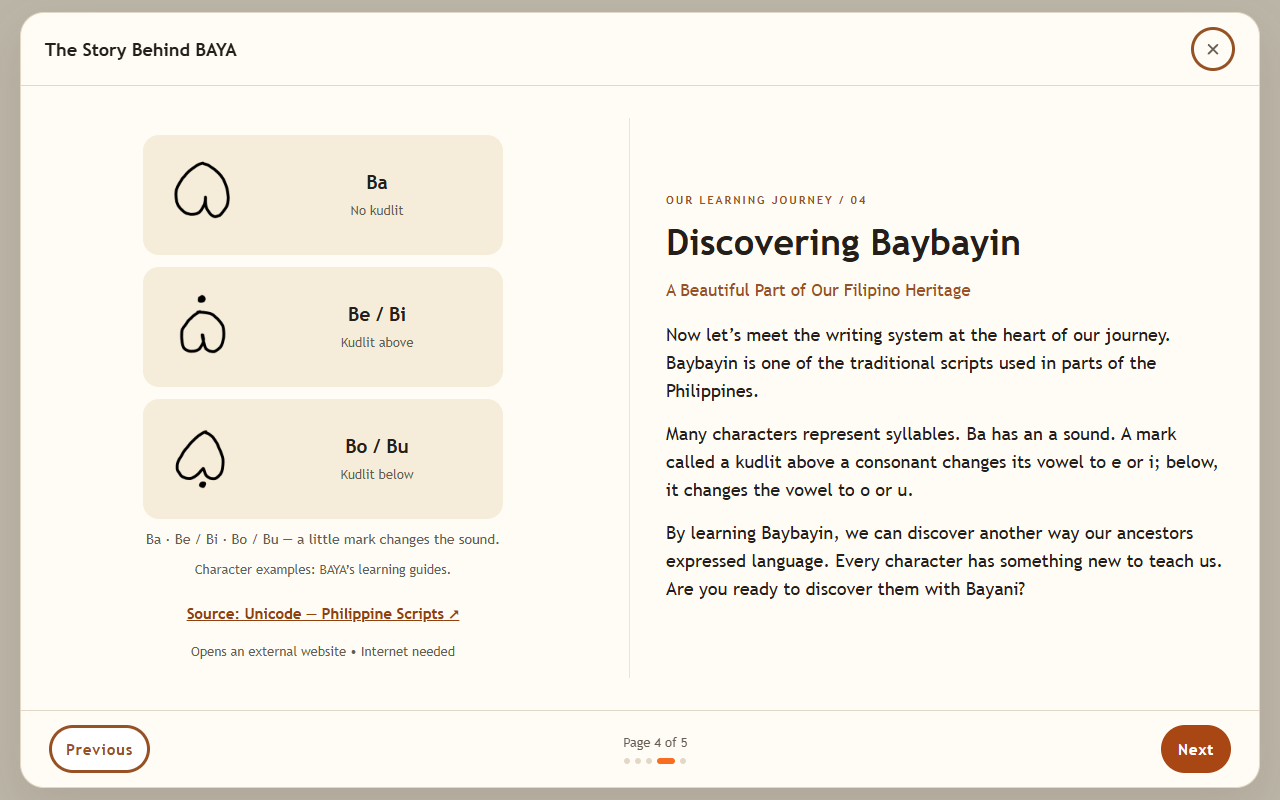 The Story Behind BAYA
✕
ᜊ
Ba
No kudlit
ᜊᜒ
Be / Bi
Kudlit above
ᜊᜓ
Bo / Bu
Kudlit below
Ba · Be / Bi · Bo / Bu — a little mark changes the sound.
Character examples: BAYA's learning guides.
Source: Unicode — Philippine Scripts ↗
Opens an external website • Internet needed
OUR LEARNING JOURNEY / 04
Discovering Baybayin
A Beautiful Part of Our Filipino Heritage
Now let’s meet the writing system at the heart of our journey.
Baybayin is one of the traditional scripts used in parts of the
Philippines.
Many characters represent syllables. Ba has an a sound. A mark
called a kudlit above a consonant changes its vowel to e or i; below,
it changes the vowel to o or u.
By learning Baybayin, we can discover another way our ancestors
expressed language. Every character has something new to teach us.
Are you ready to discover them with Bayani?
Previous
Page 4 of 5
Next